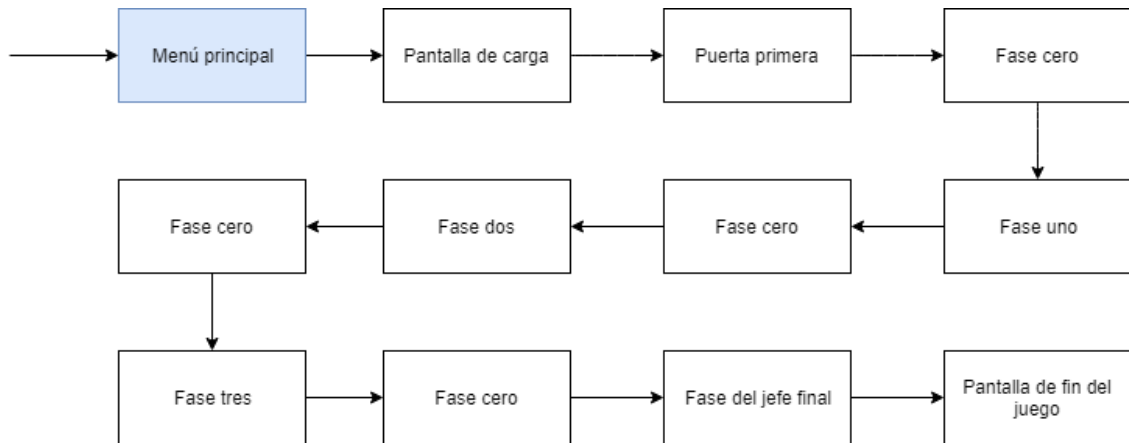 Menú principal
Pantalla de carga
Puerta primera
Fase cero
Fase uno
Fase cero
Fase dos
Fase cero
Fase tres
Fase cero
Fase del jefe final
Pantalla de fin del
juego